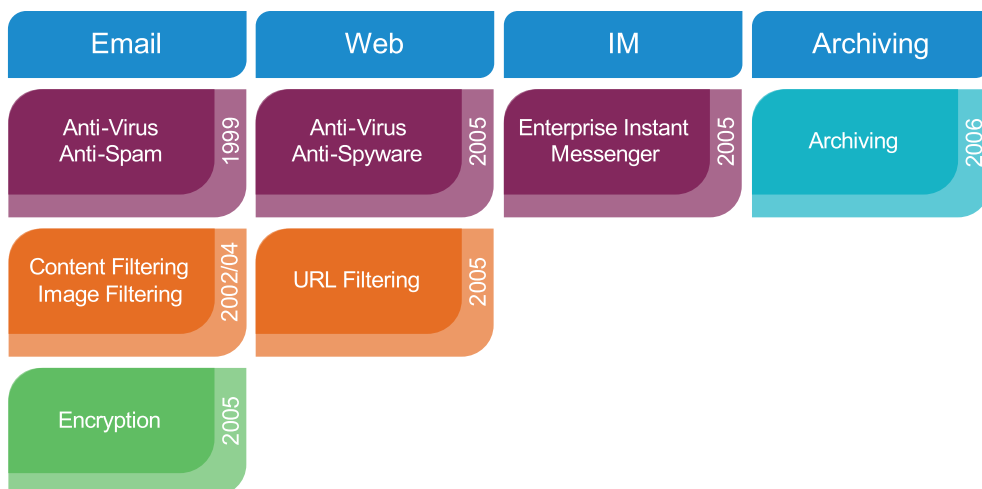 Email
Web
IM
Archiving
Anti-Virus
Anti-Spam
1999
Anti-Virus
Anti-Spyware
2005
Enterprise Instant
Messenger
2005
Archiving
2006
Content Filtering
Image Filtering
2002/04
URL Filtering
2005
Encryption
2005